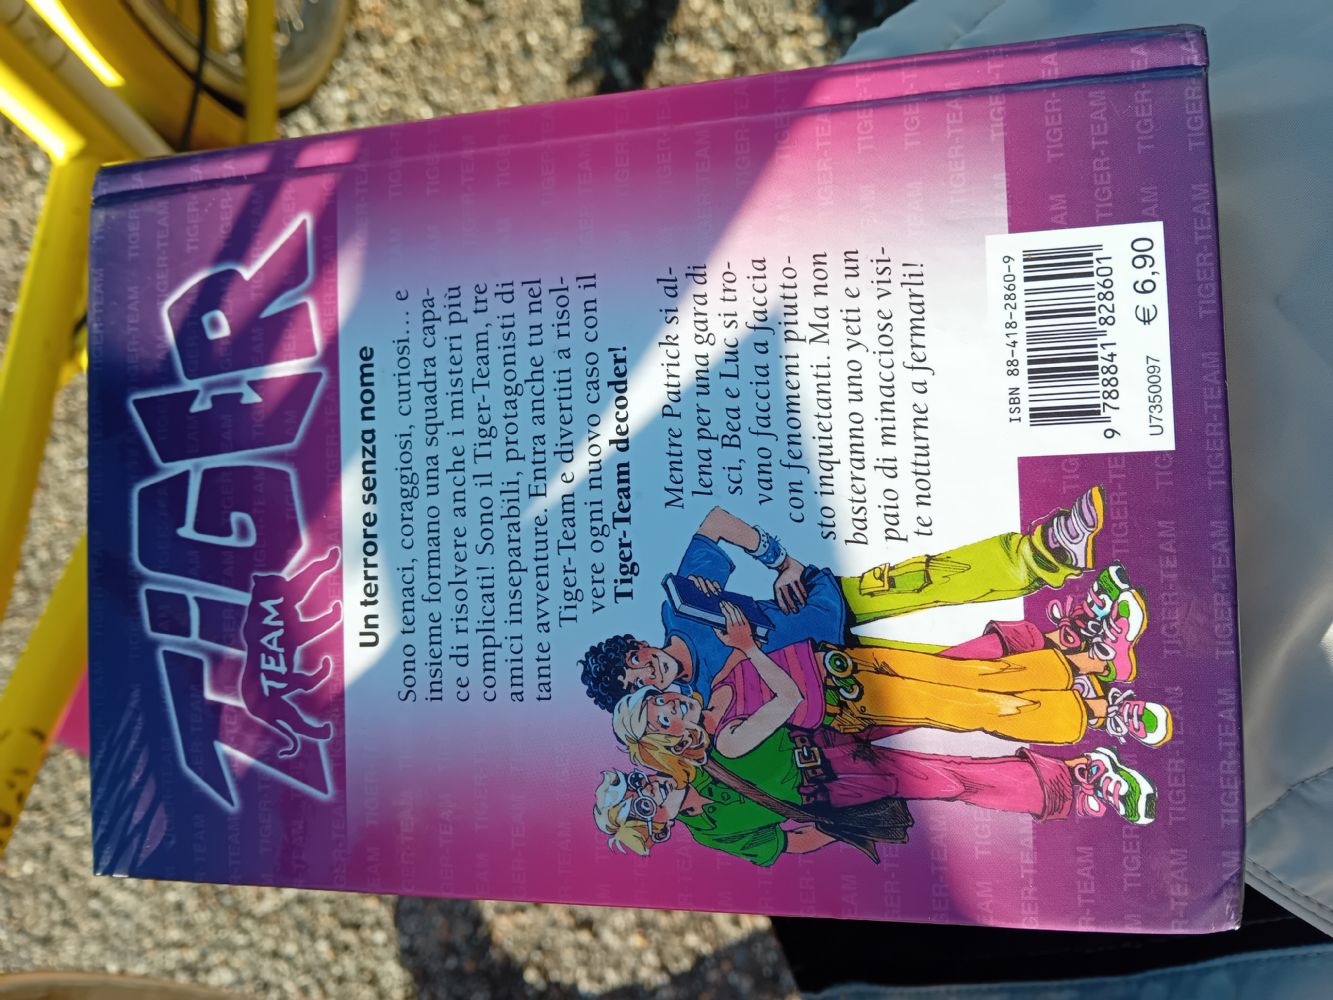 TIGER
TEAM
Un terrore senza nome
Sono tenaci, coraggiosi, curiosi.... e
insieme formano una squadra capa-
ce di risolvere anche i misteri più
complicati! Sono il Tiger-Team, tre
amici inseparabili, protagonisti di
tante avventure. Entra anche tu nel
Tiger-Team e divertiti a risol-
vere ogni nuovo caso con il
Tiger-Team decoder!
Mentre Patrick si al-
lena per una gara di
sci, Bea e Luc si tro-
vano faccia a faccia
con fenomeni piutto-
sto inquietanti. Ma non
basteranno uno yeti e un
paio di minacciose visi-
te notturne a fermarli!
ISBN 88-418-2860-9
9 788841 828601
U7350097 € 6,90